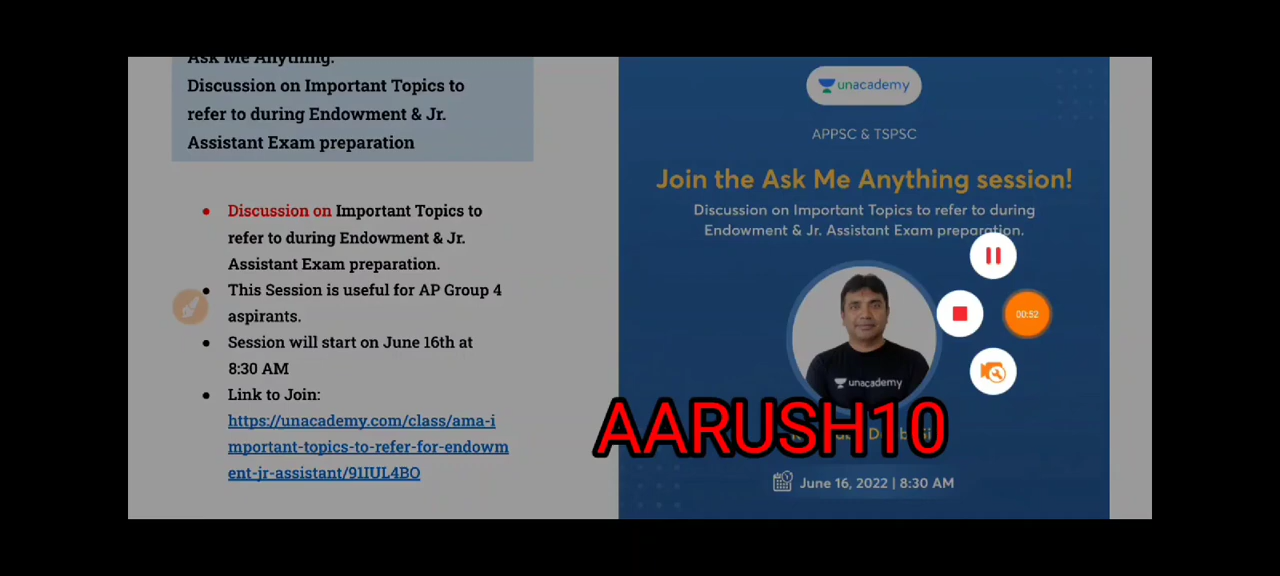 Ask Me Anything:
Discussion on Important Topics to
refer to during Endowment & Jr.
Assistant Exam preparation
Discussion on Important Topics to
refer to during Endowment & Jr.
Assistant Exam preparation.
This Session is useful for AP Group 4
aspirants.
Session will start on June 16th at
8:30 AM
Link to Join:
https://unacademy.com/class/ama-i
mportant-topics-to-refer-for-endowm
ent-jr-assistant/91IUL4BO
unacademy
APPSC & TSPSC
Join the Ask Me Anything session!
Discussion on Important Topics to refer to during
Endowment & Jr. Assistant Exam preparation.
00:52
unacademy
AARUSH10
June 16, 2022 | 8:30 AM